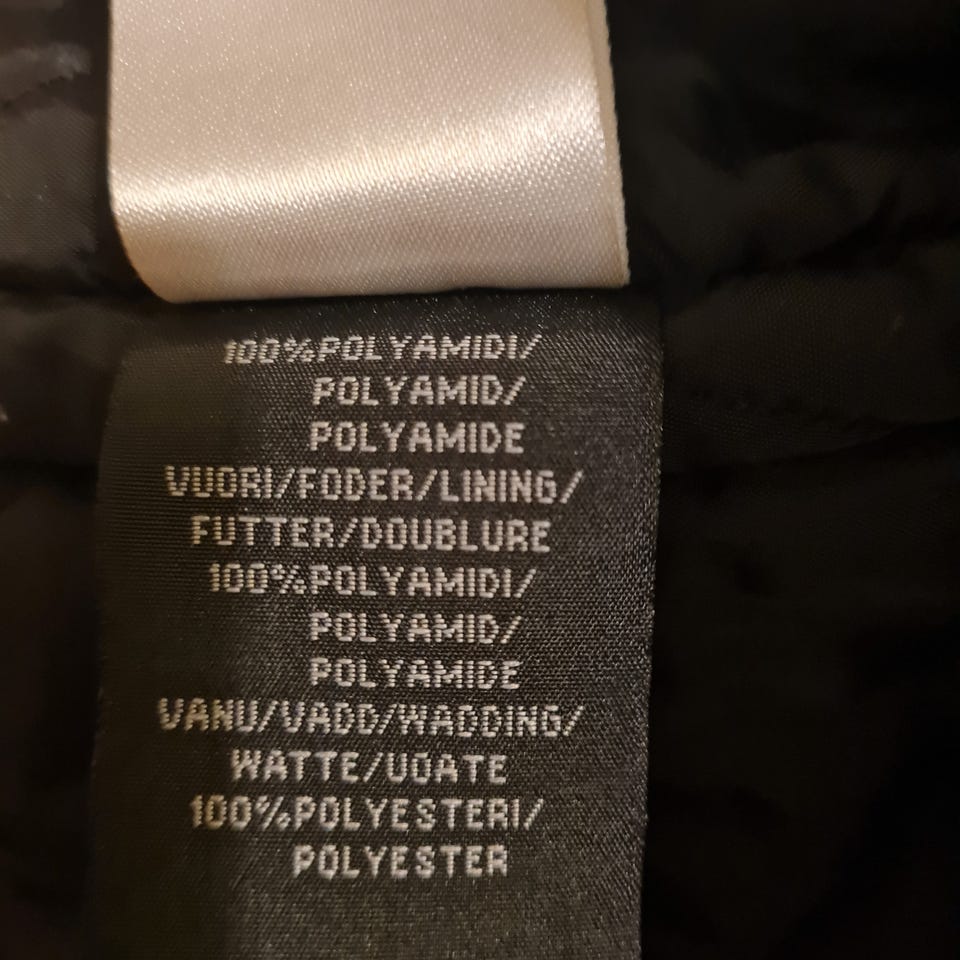 100%POLYAMIDI/
POLYAMID/
POLYAMIDE
VUORI/FODER/LINING/
FUTTER/DOUBLURE
100%POLYAMIDI/
POLYAMID/
POLYAMIDE
VANU/VADD/WADDING/
WATTE/UOATE
100%POLYESTERI/
POLYESTER